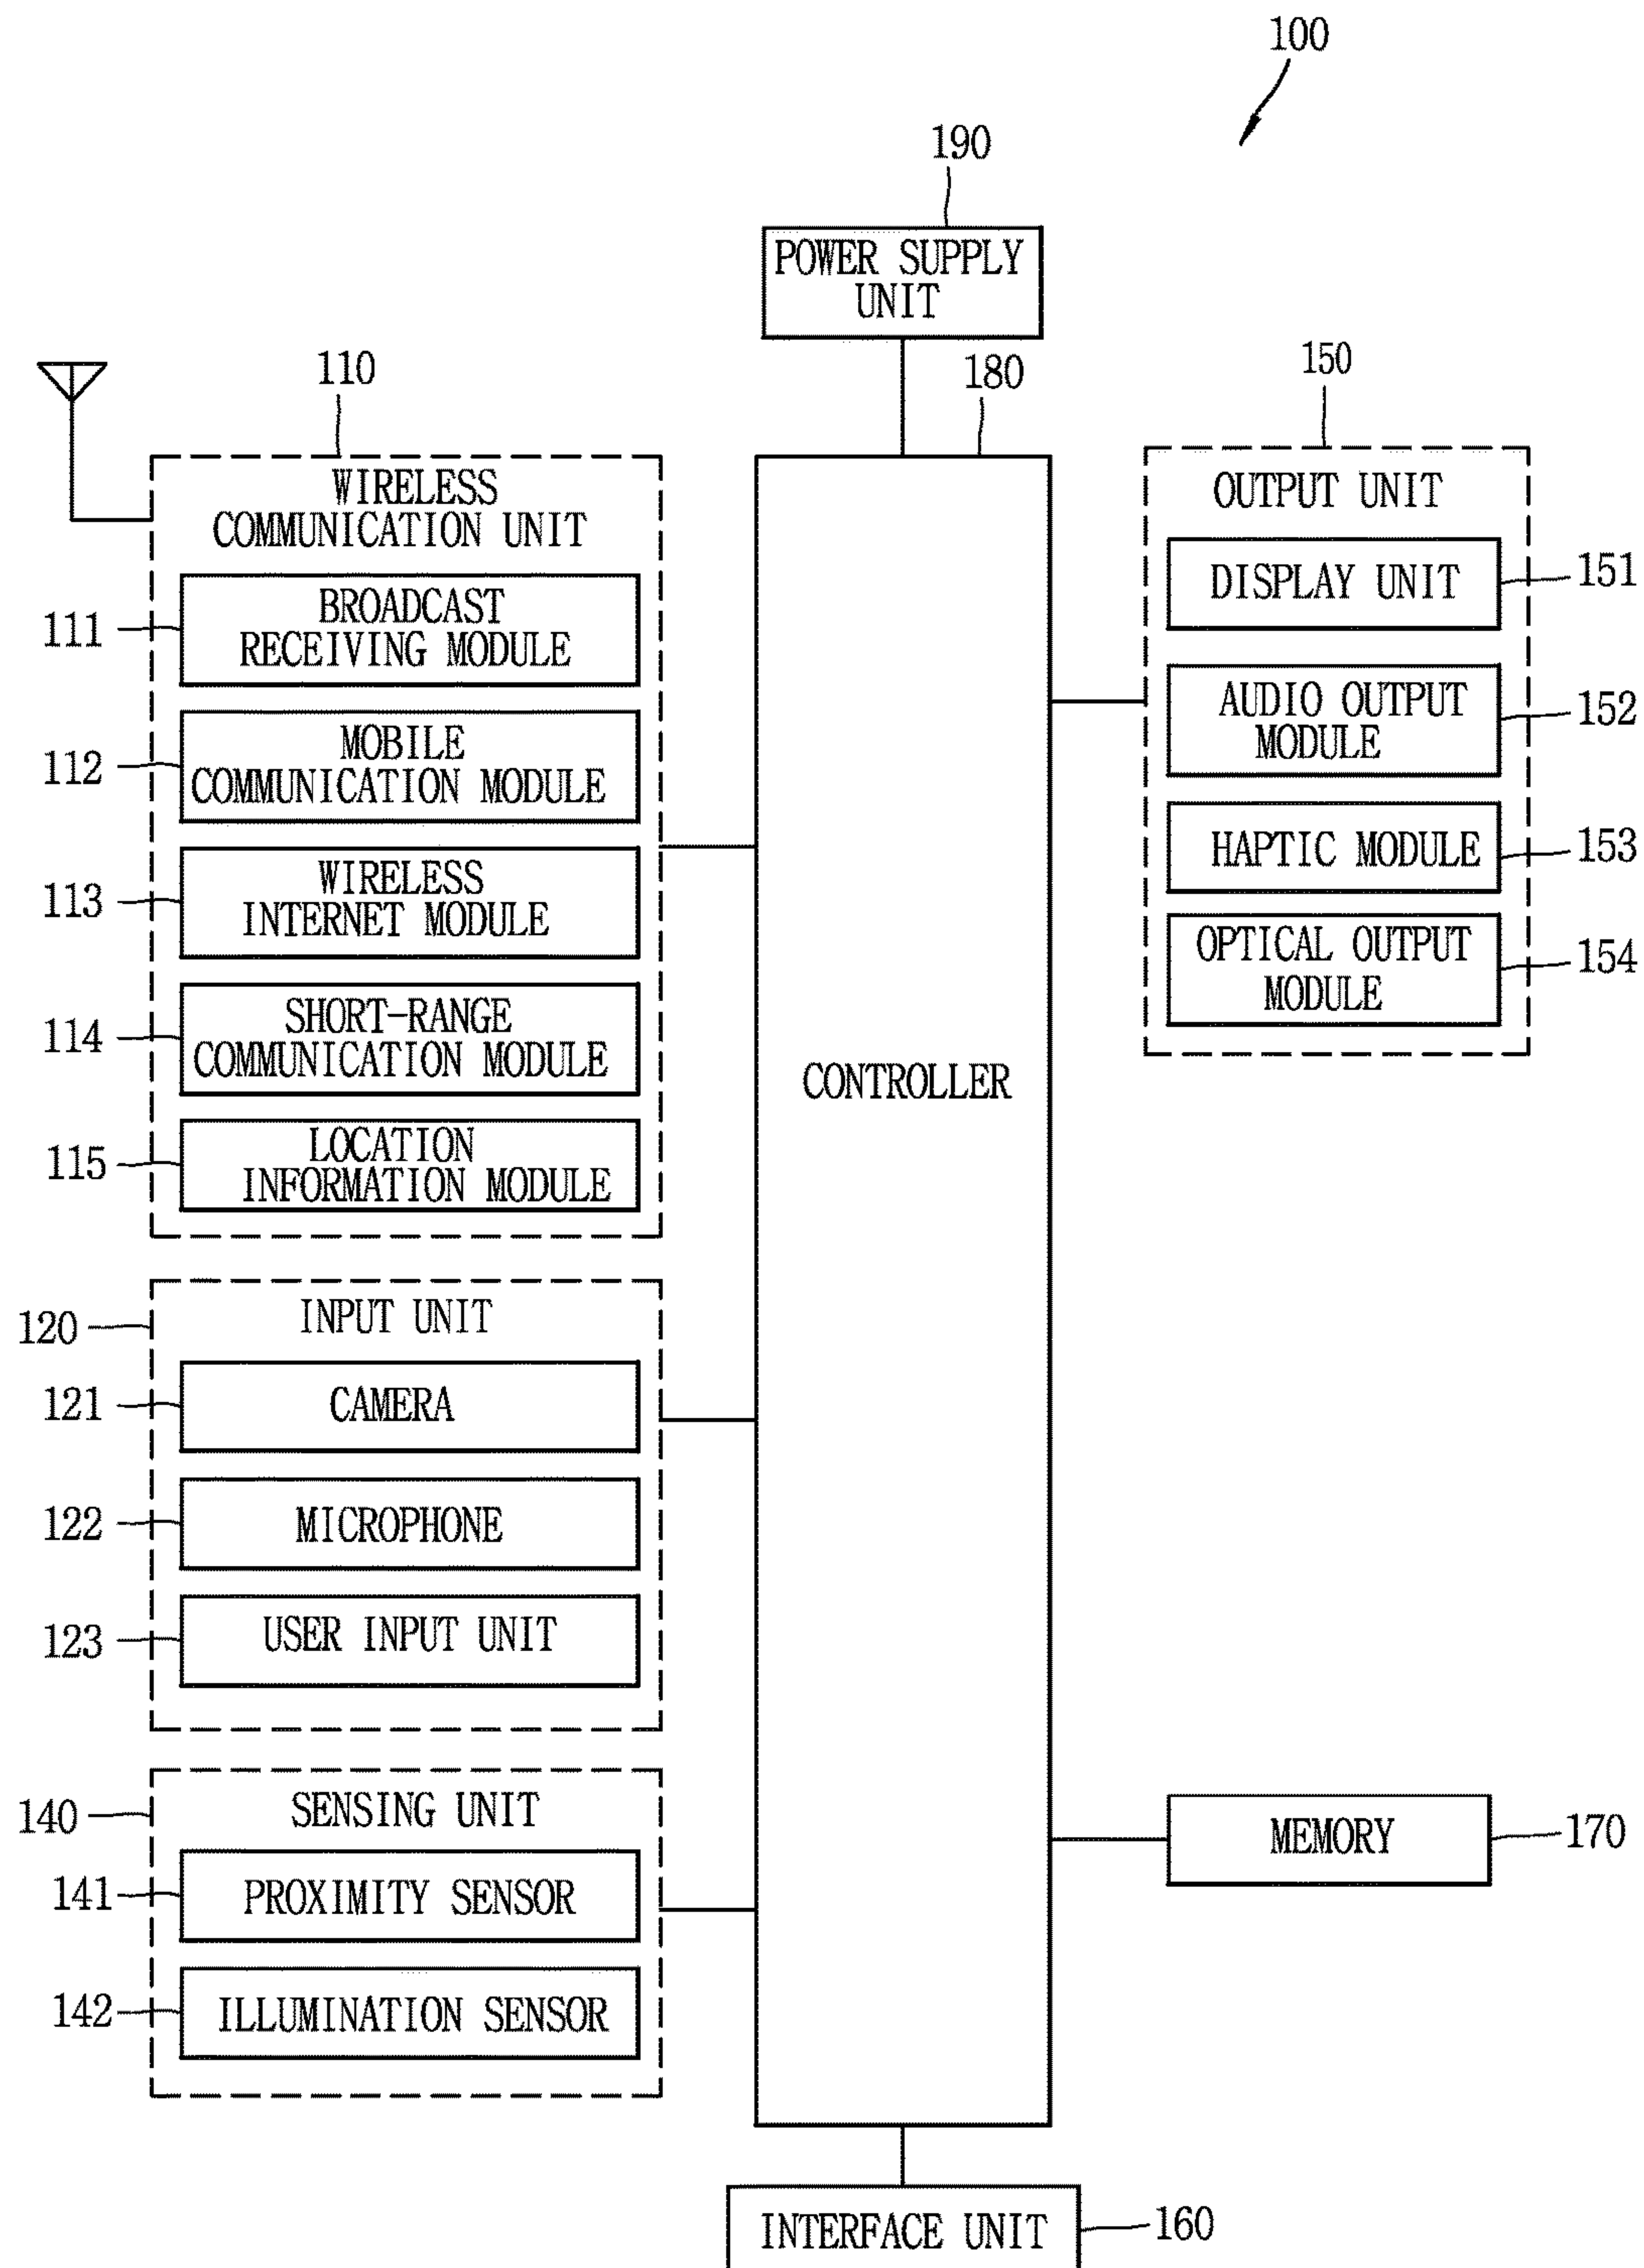 100
190
POWER SUPPLY
UNIT
110
180
150
WIRELESS
COMMUNICATION UNIT
111
BROADCAST
RECEIVING MODULE
112
MOBILE
COMMUNICATION MODULE
113
WIRELESS
INTERNET MODULE
114
SHORT-RANGE
COMMUNICATION MODULE
115
LOCATION
INFORMATION MODULE
120
INPUT UNIT
121
CAMERA
122
MICROPHONE
123
USER INPUT UNIT
140
SENSING UNIT
141
PROXIMITY SENSOR
142
ILLUMINATION SENSOR
CONTROLLER
OUTPUT UNIT
DISPLAY UNIT
151
AUDIO OUTPUT
MODULE
152
HAPTIC MODULE
153
OPTICAL OUTPUT
MODULE
154
MEMORY
170
INTERFACE UNIT
160